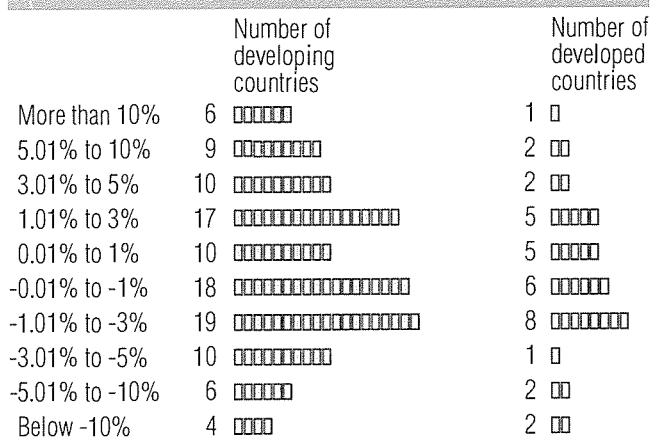 Number of developing countries
Number of developed countries
More than 10% 6 1
5.01% to 10% 9 2
3.01% to 5% 10 2
1.01% to 3% 17 5
0.01% to 1% 10 5
-0.01% to -1% 18 6
-1.01% to -3% 19 8
-3.01% to -5% 10 1
-5.01% to -10% 6 2
Below -10% 4 2